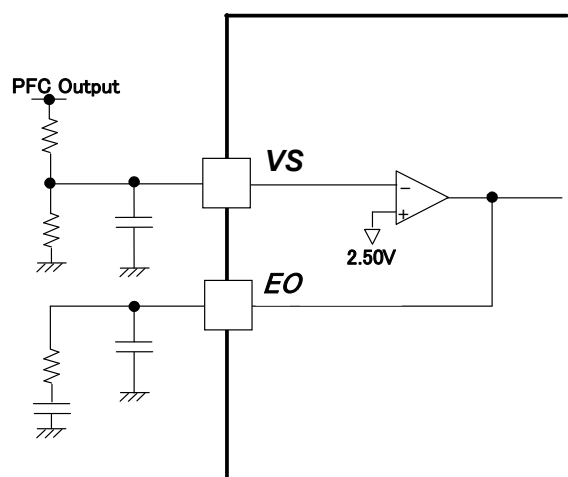 PFC Output
VS
−
+
2.50V
EO